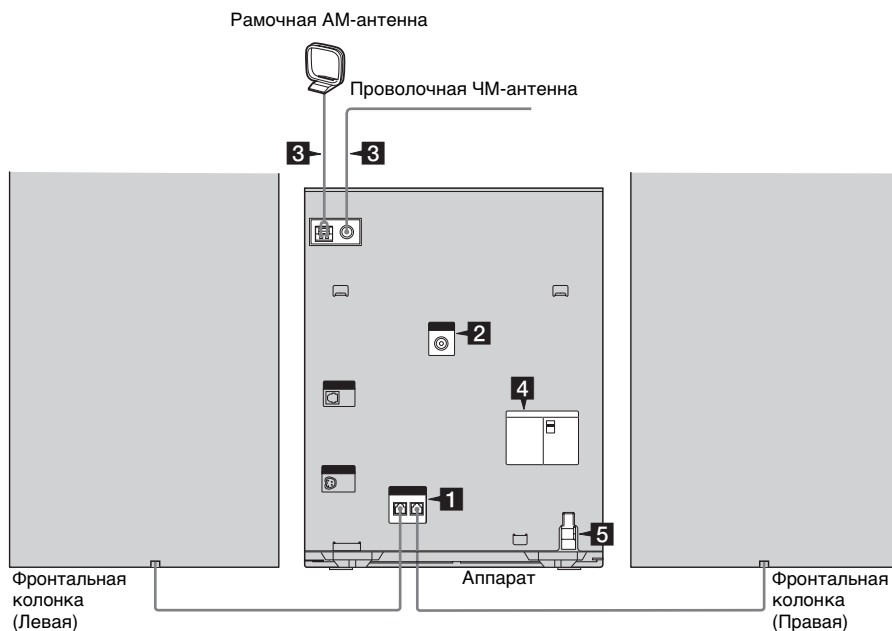 Рамочная АМ-антенна
Проволочная ЧМ-антенна
3
3
2
4
1
5
Аппарат
Фронтальная
колонка
(Левая)
Фронтальная
колонка
(Правая)